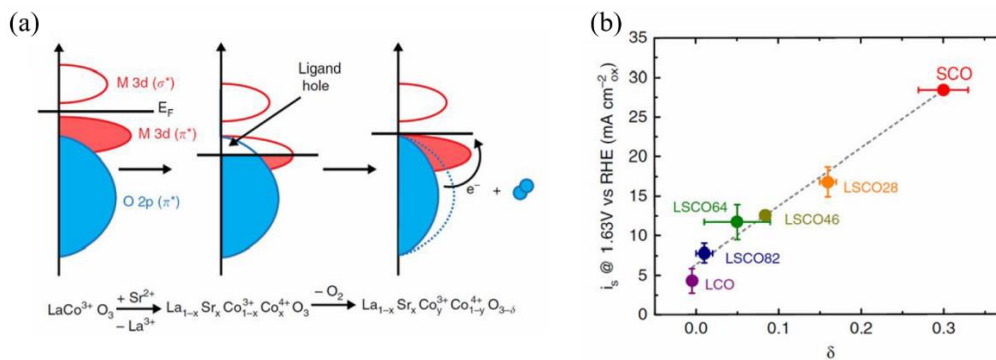 (a)
M 3d (σ*)
E_F
M 3d (π*)
O 2p (π*)
Ligand
hole
e⁻ +
LaCo³⁺ O₃ + Sr²⁺ − La³⁺ La₁₋ₓ Srₓ Co³⁺₁₋ₓ Co⁴⁺ₓ O₃ − O₂ La₁₋ₓ Srₓ Co³⁺y Co⁴⁺₁₋y O₃₋δ
(b)
iₛ @ 1.63V vs RHE (mA cm⁻²ox)
35
30
25
20
15
10
5
0
SCO
LSCO28
LSCO64
LSCO46
LSCO82
LCO
0.0 0.1 0.2 0.3
δ